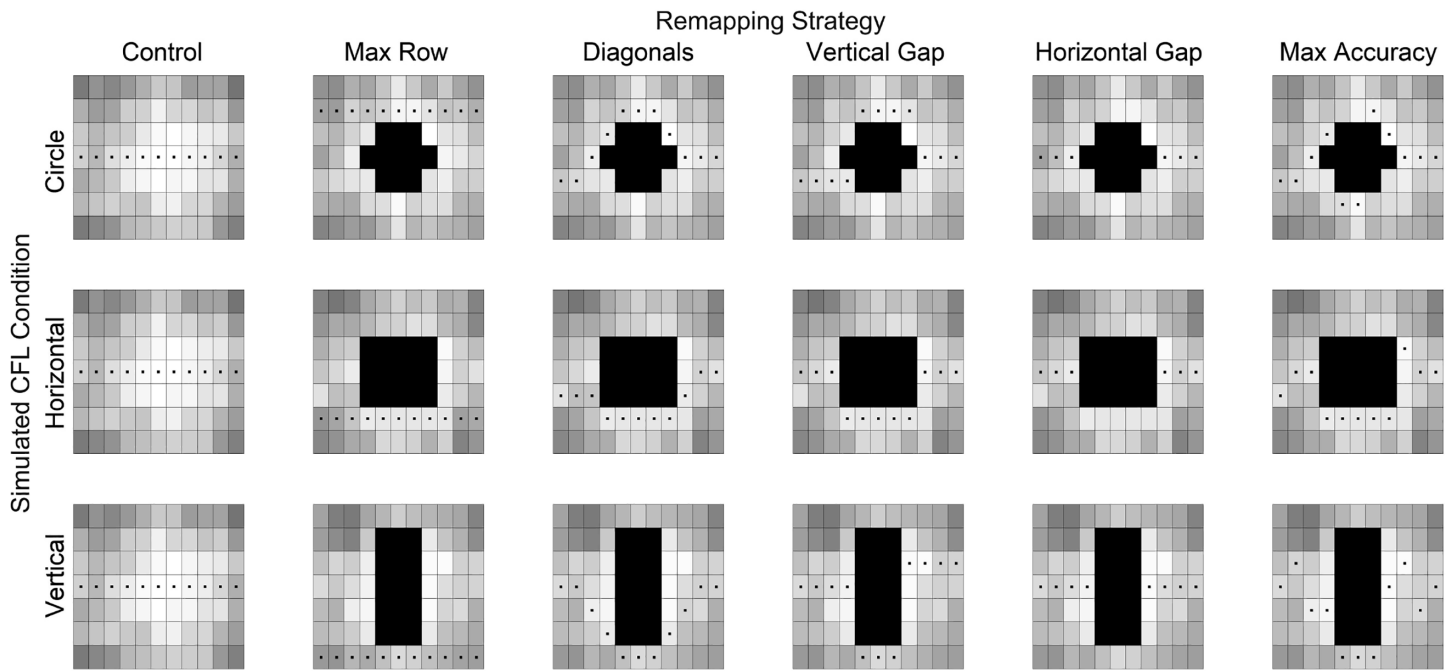 Remapping Strategy
Control Max Row Diagonals Vertical Gap Horizontal Gap Max Accuracy
Simulated CFL Condition
Circle
Horizontal
Vertical